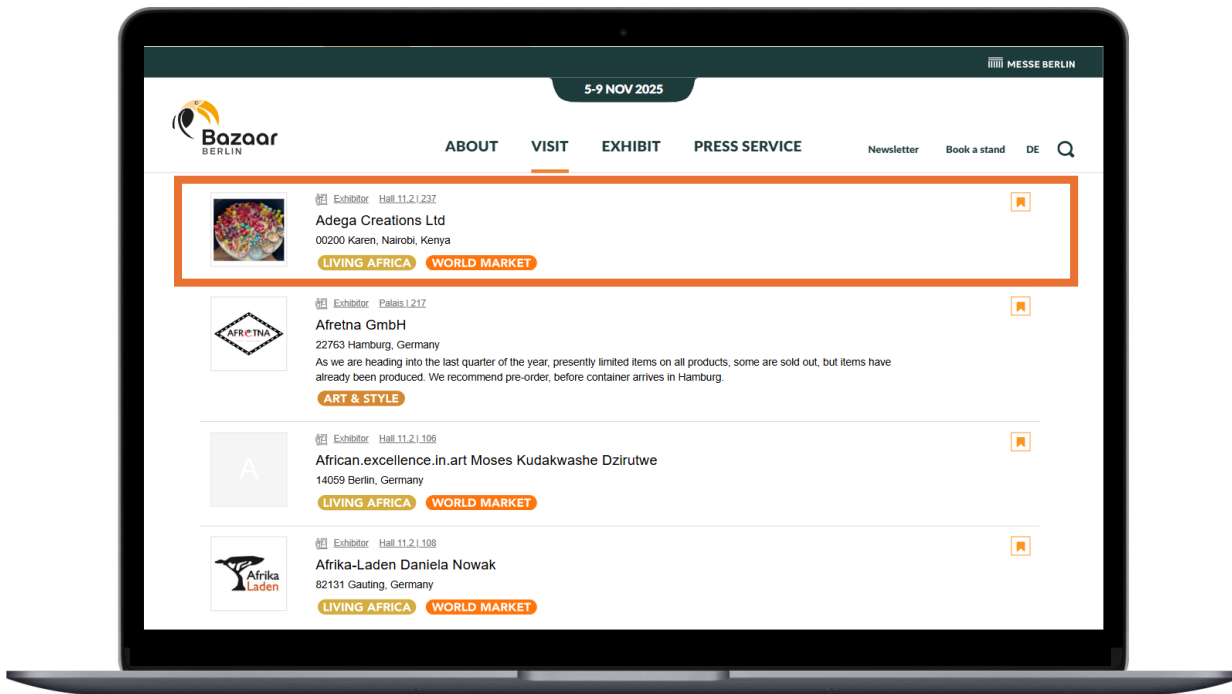 MESSE BERLIN
5-9 NOV 2025
Bazaar
BERLIN
ABOUT VISIT EXHIBIT PRESS SERVICE Newsletter Book a stand DE
Exhibitor Hall 11.2 | 237
Adega Creations Ltd
00200 Karen, Nairobi, Kenya
LIVING AFRICA WORLD MARKET
Exhibitor Palais | 217
AFRETNA
Afretna GmbH
22763 Hamburg, Germany
As we are heading into the last quarter of the year, presently limited items on all products, some are sold out, but items have
already been produced. We recommend pre-order, before container arrives in Hamburg.
ART & STYLE
Exhibitor Hall 11.2 | 106
A
African.excellence.in.art Moses Kudakwashe Dzirutwe
14059 Berlin, Germany
LIVING AFRICA WORLD MARKET
Exhibitor Hall 11.2 | 108
Afrika
Laden
Afrika-Laden Daniela Nowak
82131 Gauting, Germany
LIVING AFRICA WORLD MARKET